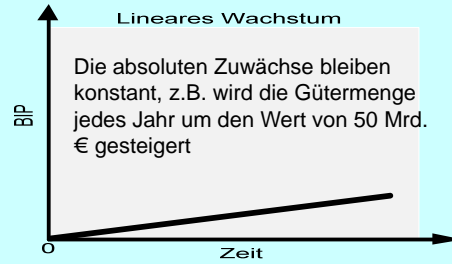 Lineares Wachstum
Die absoluten Zuwächse bleiben
konstant, z.B. wird die Gütermenge
jedes Jahr um den Wert von 50 Mrd.
€ gesteigert
BIP
0
Zeit